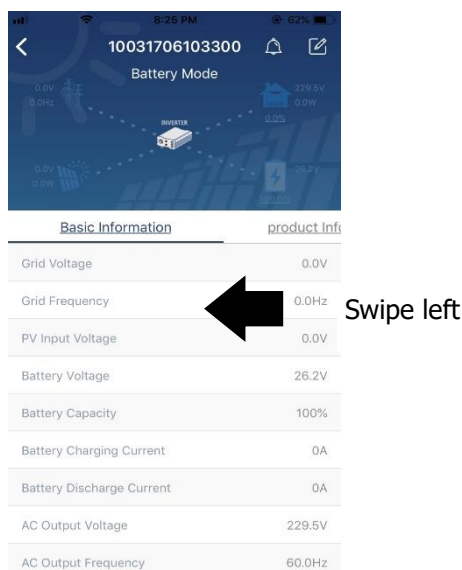 8:25 PM 62%
10031706103300
Battery Mode
0.0V
0.0Hz
229.5V
0.0W
0.0%
INVERTER
0.0V
0.0W
26.2V
Basic Information product Info
Grid Voltage 0.0V
Grid Frequency 0.0Hz
Swipe left
PV Input Voltage 0.0V
Battery Voltage 26.2V
Battery Capacity 100%
Battery Charging Current 0A
Battery Discharge Current 0A
AC Output Voltage 229.5V
AC Output Frequency 60.0Hz